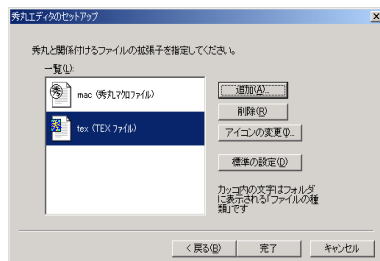 秀丸エディタのセットアップ
秀丸と関係付けるファイルの拡張子を指定してください。
一覧(L):
mac (秀丸マクロファイル)
tex (TEX ファイル)
追加(A)...
削除(R)
アイコンの変更(I)...
標準の設定(D)
カッコ内の文字はフォルダ
に表示される「ファイルの種
類」です
< 戻る(B)
完了
キャンセル